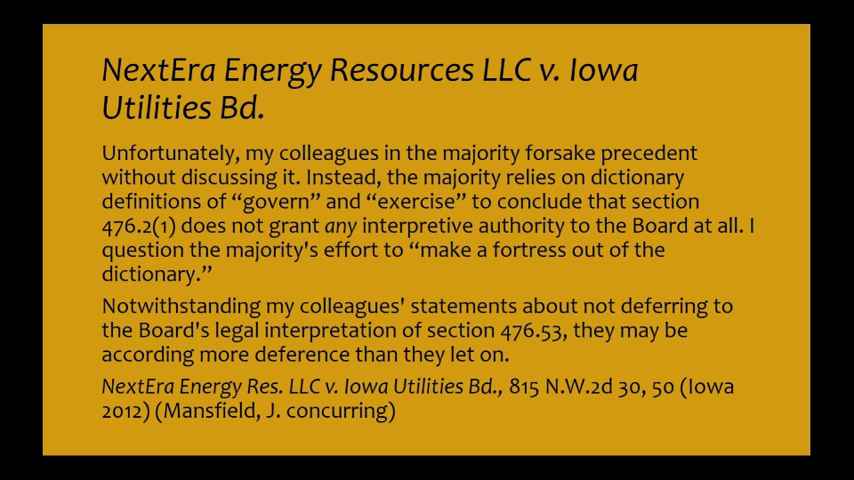 NextEra Energy Resources LLC v. Iowa
Utilities Bd.
Unfortunately, my colleagues in the majority forsake precedent
without discussing it. Instead, the majority relies on dictionary
definitions of “govern” and “exercise” to conclude that section
476.2(1) does not grant any interpretive authority to the Board at all. I
question the majority's effort to “make a fortress out of the
dictionary.”
Notwithstanding my colleagues' statements about not deferring to
the Board's legal interpretation of section 476.53, they may be
according more deference than they let on.
NextEra Energy Res. LLC v. Iowa Utilities Bd., 815 N.W.2d 30, 50 (Iowa
2012) (Mansfield, J. concurring)